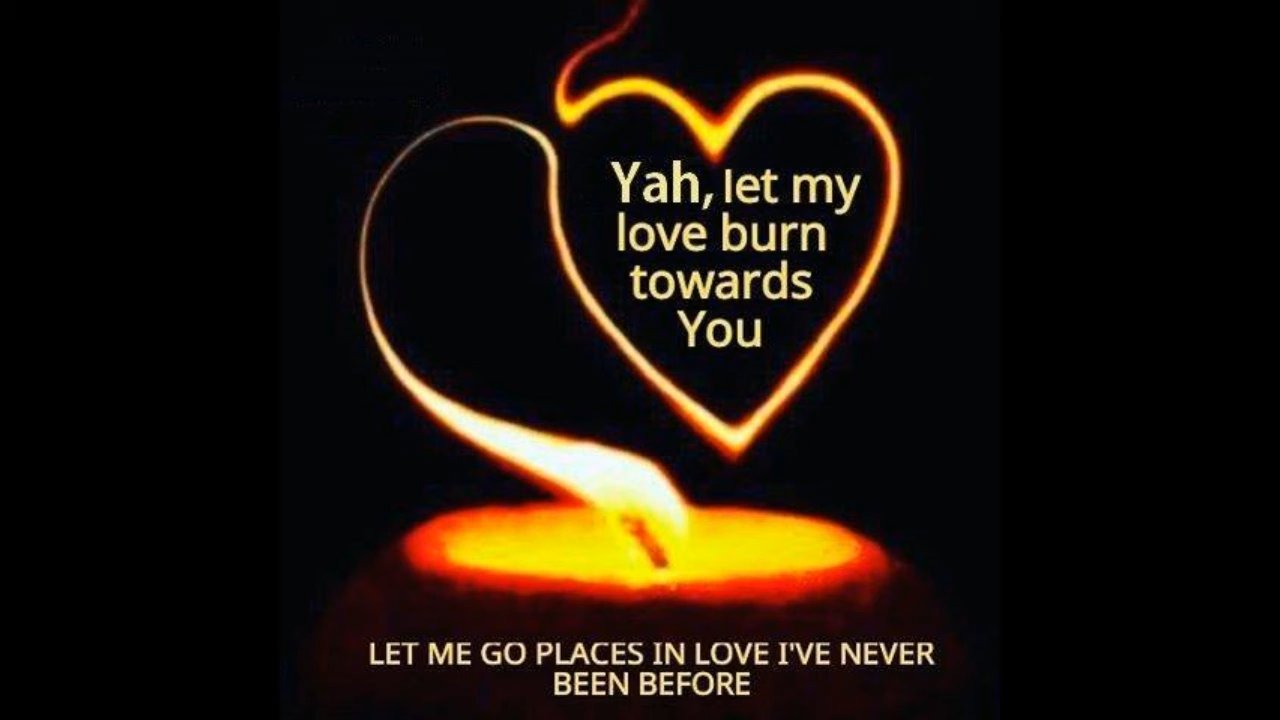 Yah, let my
love burn
towards
You
LET ME GO PLACES IN LOVE I'VE NEVER
BEEN BEFORE